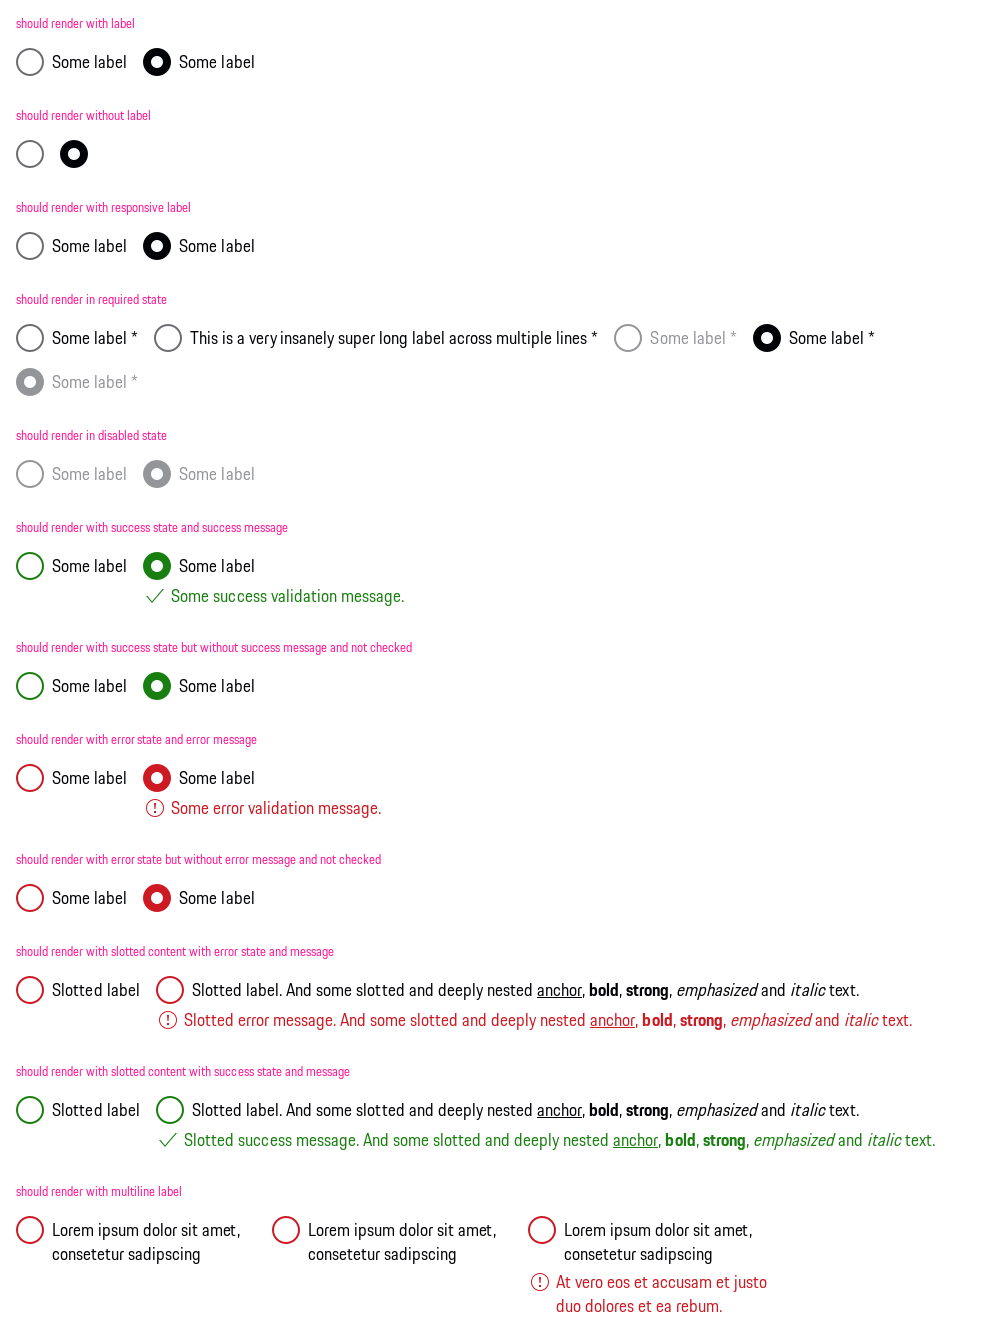 should render with label
Some label Some label
should render without label
should render with responsive label
Some label Some label
should render in required state
Some label * This is a very insanely super long label across multiple lines * Some label * Some label *
Some label *
should render in disabled state
Some label Some label
should render with success state and success message
Some label Some label
Some success validation message.
should render with success state but without success message and not checked
Some label Some label
should render with error state and error message
Some label Some label
Some error validation message.
should render with error state but without error message and not checked
Some label Some label
should render with slotted content with error state and message
Slotted label Slotted label. And some slotted and deeply nested anchor, bold, strong, emphasized and italic text.
Slotted error message. And some slotted and deeply nested anchor, bold, strong, emphasized and italic text.
should render with slotted content with success state and message
Slotted label Slotted label. And some slotted and deeply nested anchor, bold, strong, emphasized and italic text.
Slotted success message. And some slotted and deeply nested anchor, bold, strong, emphasized and italic text.
should render with multiline label
Lorem ipsum dolor sit amet, Lorem ipsum dolor sit amet, Lorem ipsum dolor sit amet,
consetetur sadipscing consetetur sadipscing consetetur sadipscing
At vero eos et accusam et justo
duo dolores et ea rebum.